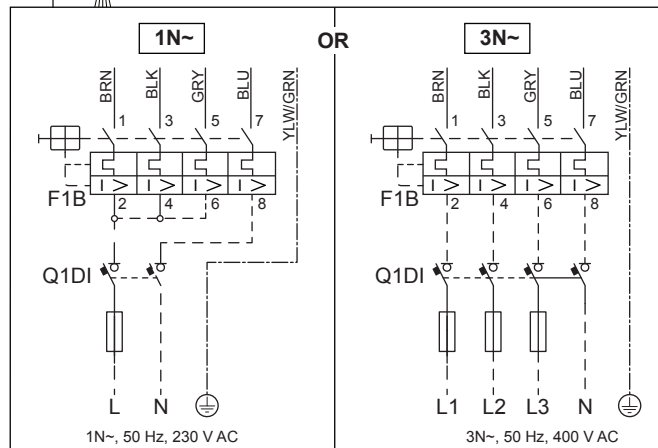 1N~
OR
3N~
BRN
BLK
GRY
BLU
YLW/GRN
BRN
BLK
GRY
BLU
YLW/GRN
1 3 5 7
1 3 5 7
I > I > I > I >
I > I > I > I >
F1B
F1B
2 4 6 8
2 4 6 8
Q1DI
Q1DI
L N
L1 L2 L3 N
1N~, 50 Hz, 230 V AC
3N~, 50 Hz, 400 V AC